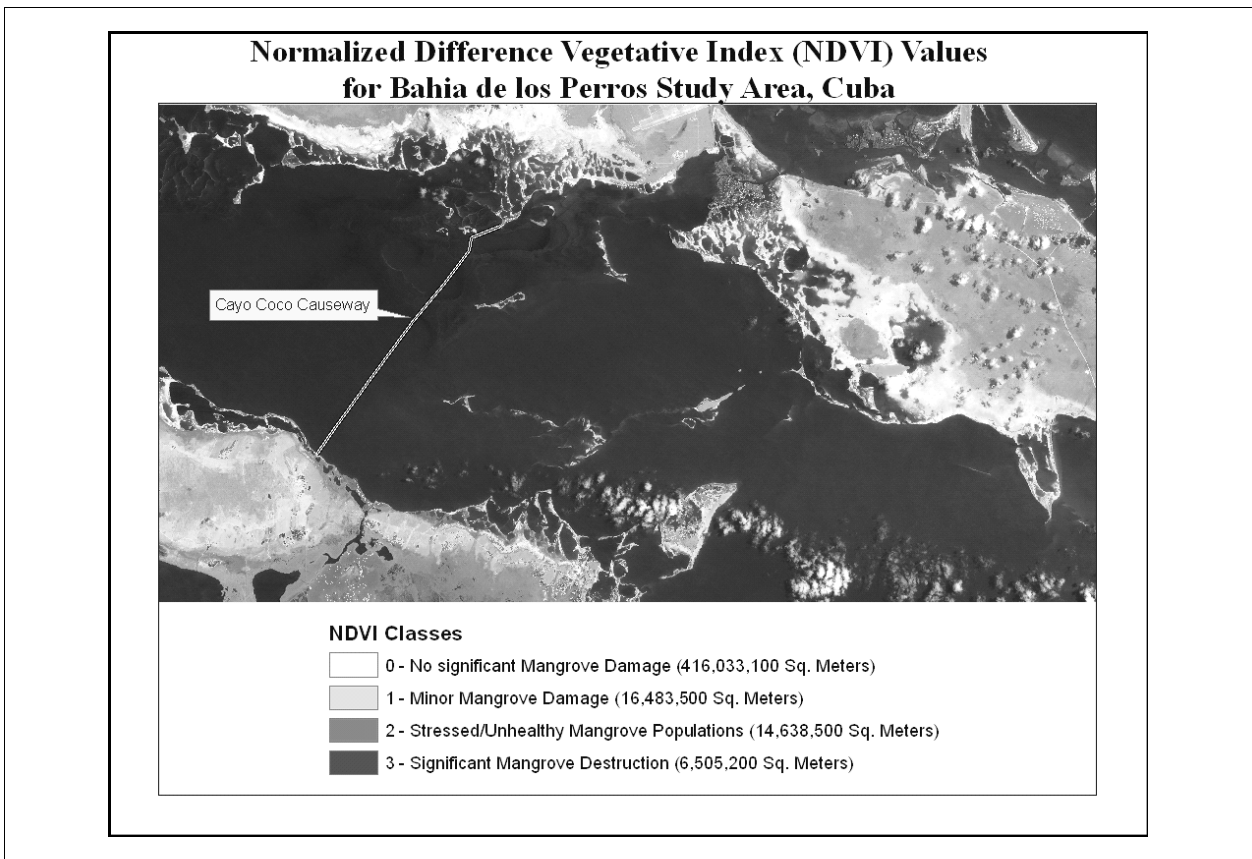 Normalized Difference Vegetative Index (NDVI) Values
for Bahia de los Perros Study Area, Cuba
Cayo Coco Causeway
NDVI Classes
0 - No significant Mangrove Damage (416,033,100 Sq. Meters)
1 - Minor Mangrove Damage (16,483,500 Sq. Meters)
2 - Stressed/Unhealthy Mangrove Populations (14,638,500 Sq. Meters)
3 - Significant Mangrove Destruction (6,505,200 Sq. Meters)